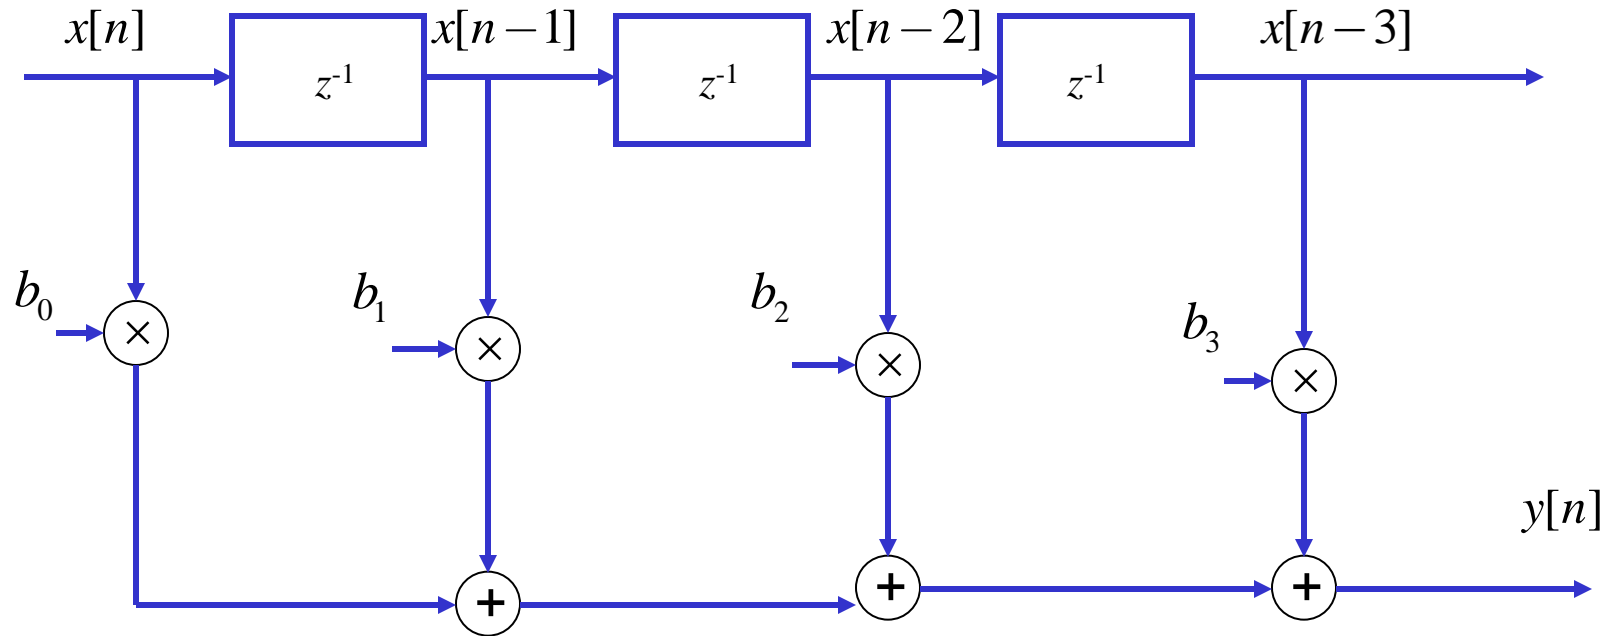 x[n] x[n−1] x[n−2] x[n−3]
z⁻¹ z⁻¹ z⁻¹
b₀ b₁ b₂ b₃
× × × ×
y[n]
+ + +